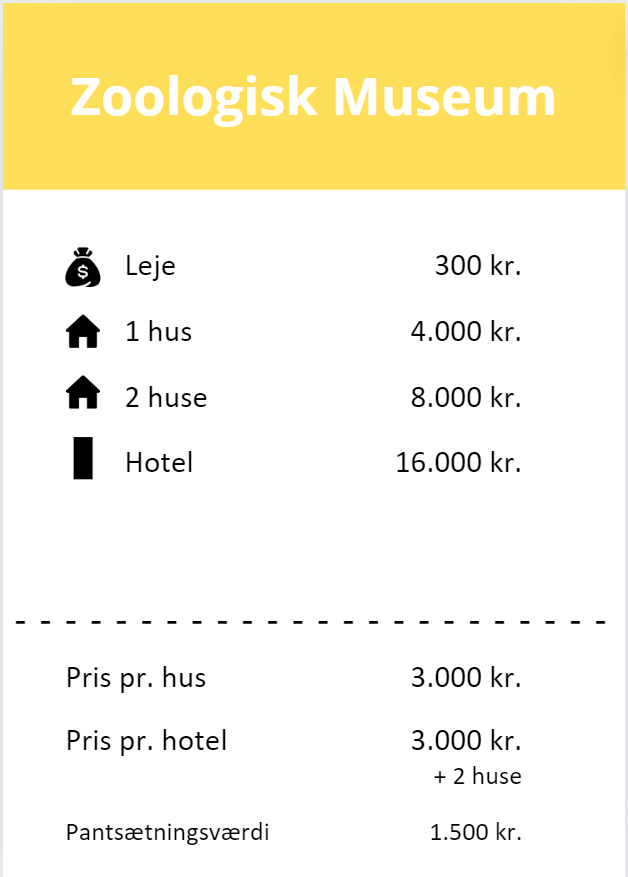 Zoologisk Museum
$ Leje 300 kr.
1 hus 4.000 kr.
2 huse 8.000 kr.
Hotel 16.000 kr.
Pris pr. hus 3.000 kr.
Pris pr. hotel 3.000 kr.
+ 2 huse
Pantsætningsværdi 1.500 kr.